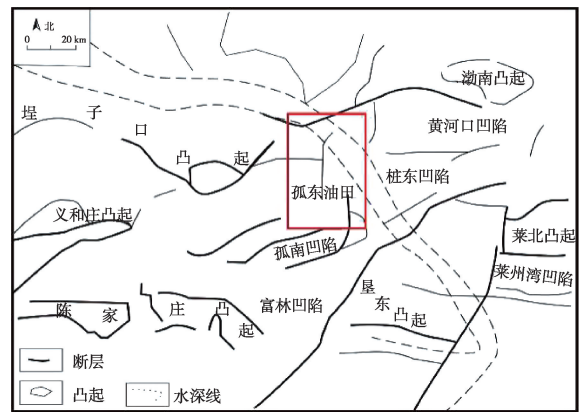 北
0 20 km
渤南凸起
埕子口凸起
黄河口凹陷
桩东凹陷
孤东油田
义和庄凸起
孤南凹陷
莱北凸起
莱州湾凹陷
陈家庄凸起
富林凹陷
垦东凸起
断层
凸起
水深线